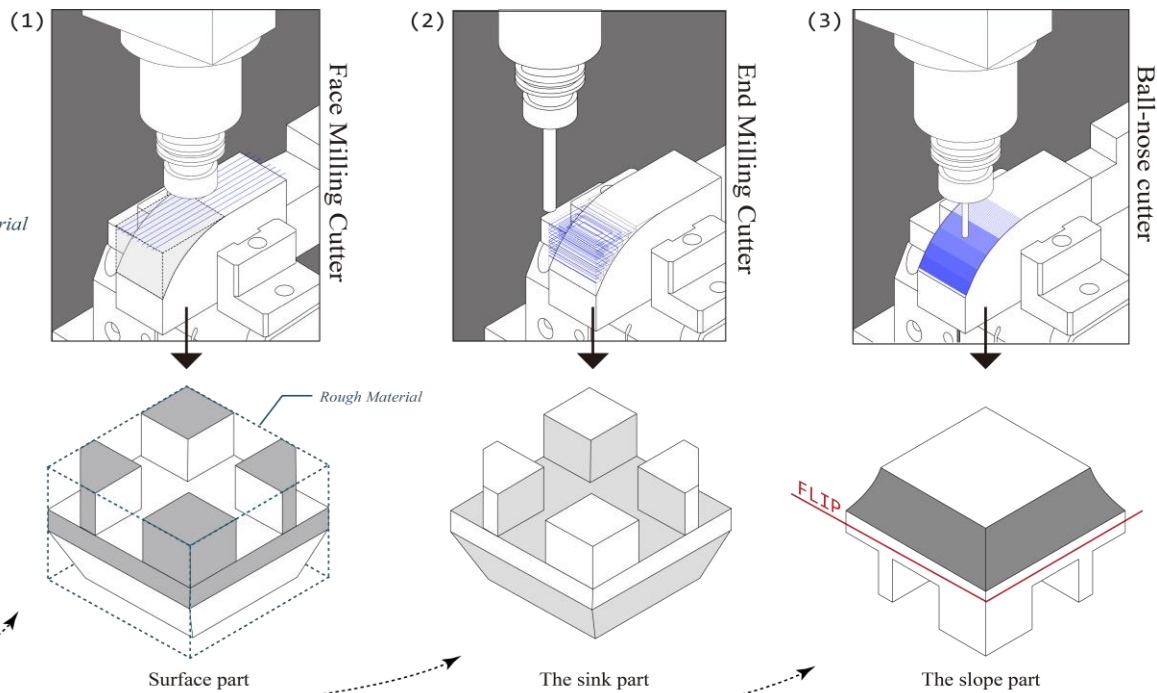 (1)
Face Milling Cutter
(2)
End Milling Cutter
(3)
Ball-nose cutter
Rough Material
FLIP
Surface part
The sink part
The slope part